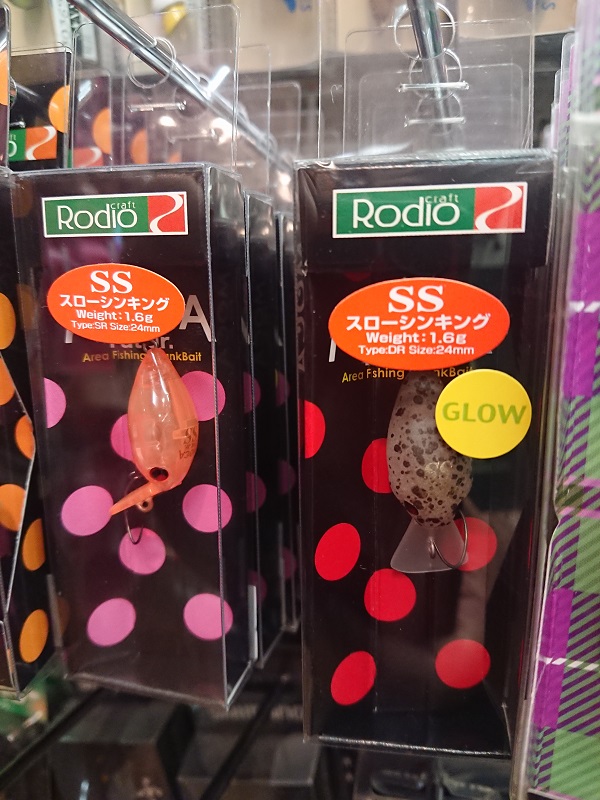 craft
Rodio
SS
スローシンキング
Weight:1.6g
Type:SR Size:24mm
Area Fishing
Bait
craft
Rodio
SS
スローシンキング
Weight:1.6g
Type:DR Size:24mm
Area Fshing
Bait
GLOW